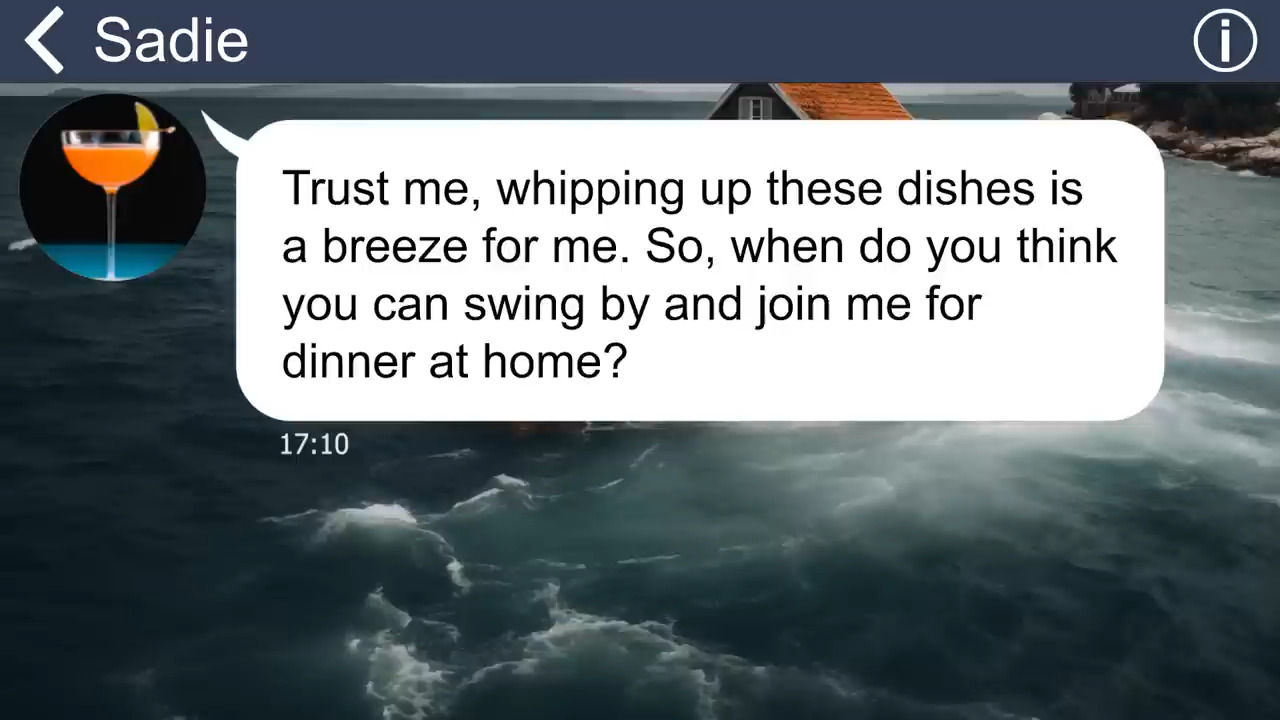 Sadie
Trust me, whipping up these dishes is
a breeze for me. So, when do you think
you can swing by and join me for
dinner at home?
17:10